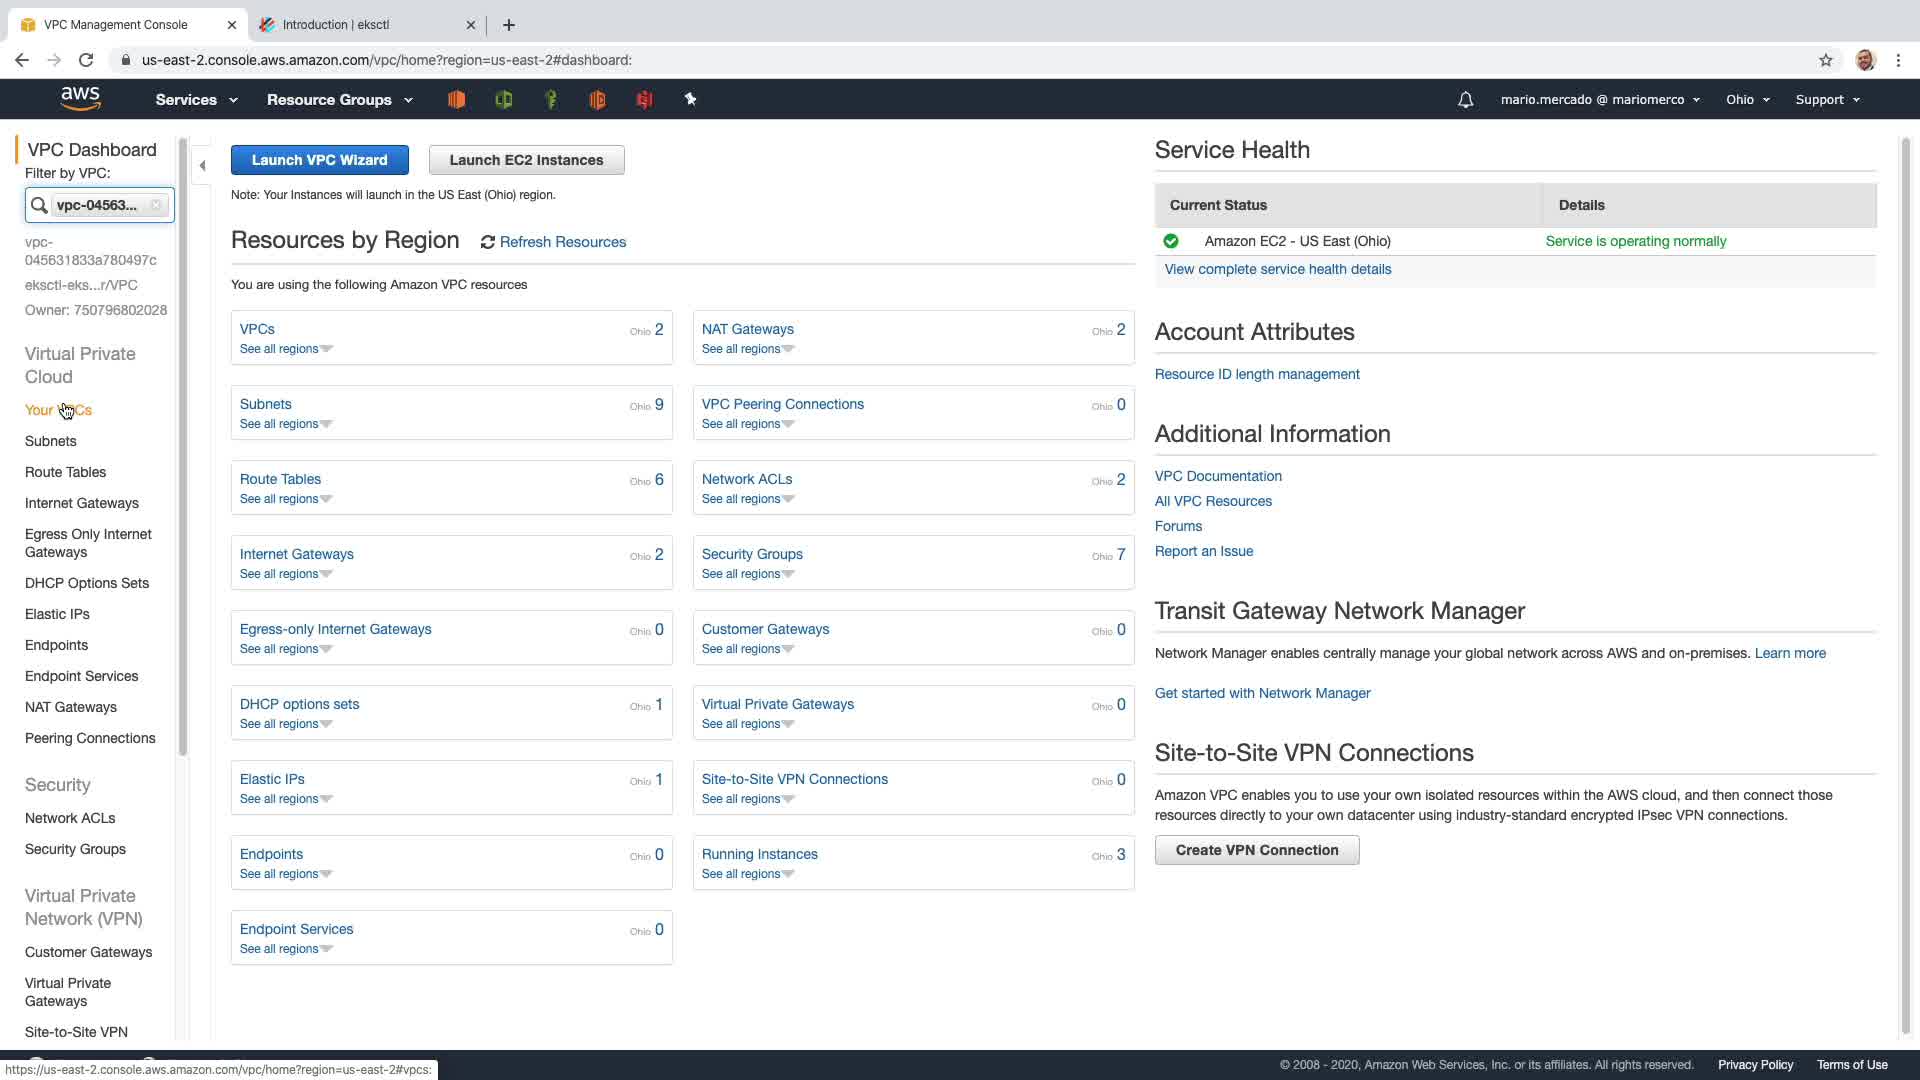 VPC Management Console
Introduction | eksctl
us-east-2.console.aws.amazon.com/vpc/home?region=us-east-2#dashboard:
aws
Services
Resource Groups
mario.mercado @ mariomerco
Ohio
Support
VPC Dashboard
Filter by VPC:
vpc-04563...
vpc-
045631833a780497c
eksctl-eks...r/VPC
Owner: 750796802028
Virtual Private
Cloud
Your VPCs
Subnets
Route Tables
Internet Gateways
Egress Only Internet
Gateways
DHCP Options Sets
Elastic IPs
Endpoints
Endpoint Services
NAT Gateways
Peering Connections
Security
Network ACLs
Security Groups
Virtual Private
Network (VPN)
Customer Gateways
Virtual Private
Gateways
Site-to-Site VPN
Launch VPC Wizard
Launch EC2 Instances
Note: Your Instances will launch in the US East (Ohio) region.
Resources by Region
Refresh Resources
You are using the following Amazon VPC resources
VPCs
Ohio 2
See all regions
NAT Gateways
Ohio 2
See all regions
Subnets
Ohio 9
See all regions
VPC Peering Connections
Ohio 0
See all regions
Route Tables
Ohio 6
See all regions
Network ACLs
Ohio 2
See all regions
Internet Gateways
Ohio 2
See all regions
Security Groups
Ohio 7
See all regions
Egress-only Internet Gateways
Ohio 0
See all regions
Customer Gateways
Ohio 0
See all regions
DHCP options sets
Ohio 1
See all regions
Virtual Private Gateways
Ohio 0
See all regions
Elastic IPs
Ohio 1
See all regions
Site-to-Site VPN Connections
Ohio 0
See all regions
Endpoints
Ohio 0
See all regions
Running Instances
Ohio 3
See all regions
Endpoint Services
Ohio 0
See all regions
Service Health
Current Status
Details
Amazon EC2 - US East (Ohio)
Service is operating normally
View complete service health details
Account Attributes
Resource ID length management
Additional Information
VPC Documentation
All VPC Resources
Forums
Report an Issue
Transit Gateway Network Manager
Network Manager enables centrally manage your global network across AWS and on-premises. Learn more
Get started with Network Manager
Site-to-Site VPN Connections
Amazon VPC enables you to use your own isolated resources within the AWS cloud, and then connect those
resources directly to your own datacenter using industry-standard encrypted IPsec VPN connections.
Create VPN Connection
https://us-east-2.console.aws.amazon.com/vpc/home?region=us-east-2#vpcs:
© 2008 - 2020, Amazon Web Services, Inc. or its affiliates. All rights reserved.
Privacy Policy
Terms of Use